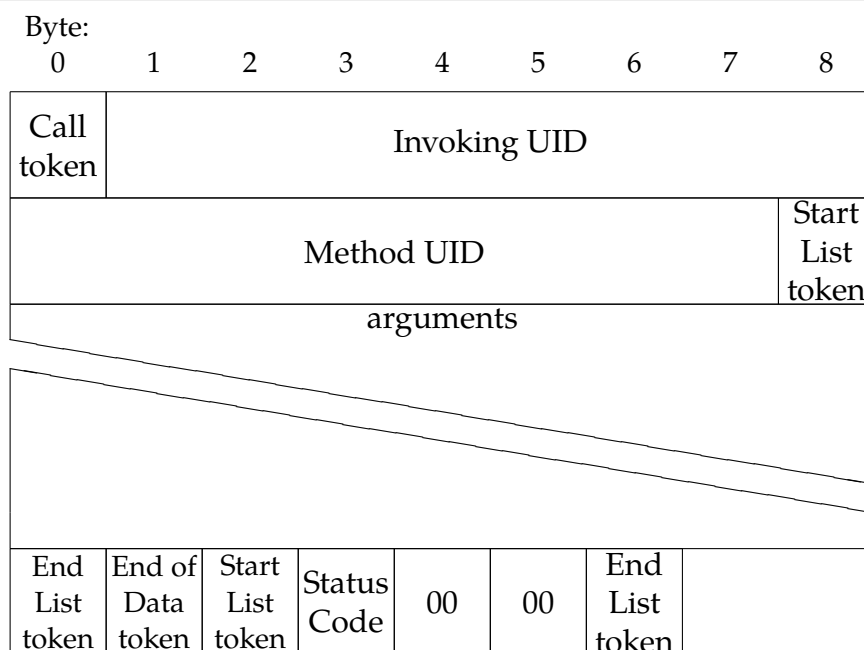 Byte:
0 1 2 3 4 5 6 7 8
Call
token
Invoking UID
Method UID
Start
List
token
arguments
End
List
token
End of
Data
token
Start
List
token
Status
Code
00
00
End
List
token